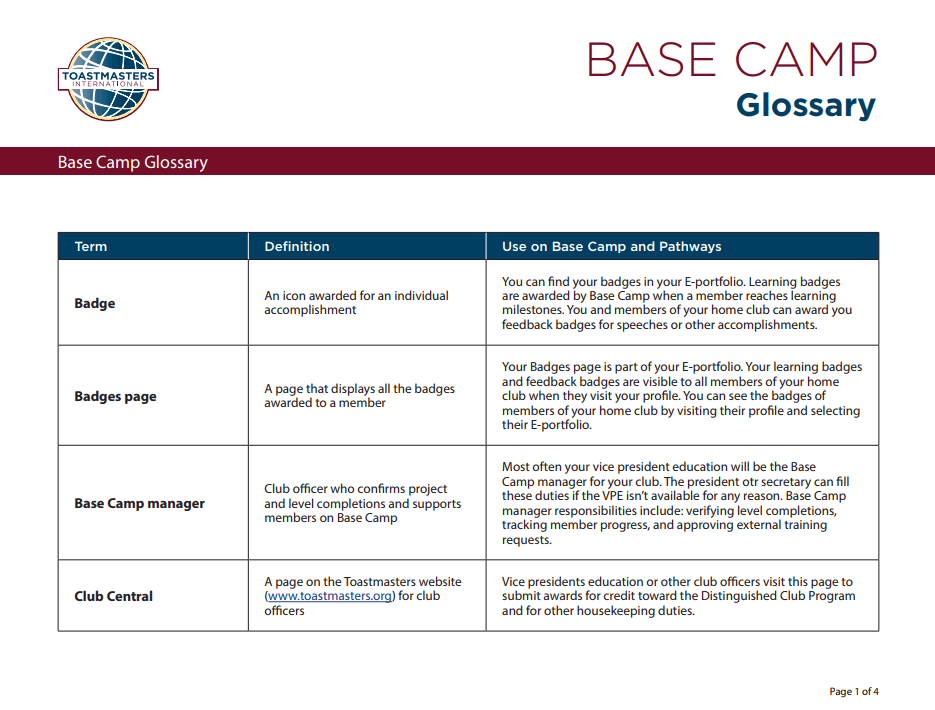 TOASTMASTERS
INTERNATIONAL
BASE CAMP
Glossary
Base Camp Glossary
Term
Definition
Use on Base Camp and Pathways
Badge
An icon awarded for an individual
accomplishment
You can find your badges in your E-portfolio. Learning badges
are awarded by Base Camp when a member reaches learning
milestones. You and members of your home club can award you
feedback badges for speeches or other accomplishments.
Badges page
A page that displays all the badges
awarded to a member
Your Badges page is part of your E-portfolio. Your learning badges
and feedback badges are visible to all members of your home
club when they visit your profile. You can see the badges of
members of your home club by visiting their profile and selecting
their E-portfolio.
Base Camp manager
Club officer who confirms project
and level completions and supports
members on Base Camp
Most often your vice president education will be the Base
Camp manager for your club. The president otr secretary can fill
these duties if the VPE isn't available for any reason. Base Camp
manager responsibilities include: verifying level completions,
tracking member progress, and approving external training
requests.
Club Central
A page on the Toastmasters website
(www.toastmasters.org) for club
officers
Vice presidents education or other club officers visit this page to
submit awards for credit toward the Distinguished Club Program
and for other housekeeping duties.
Page 1 of 4